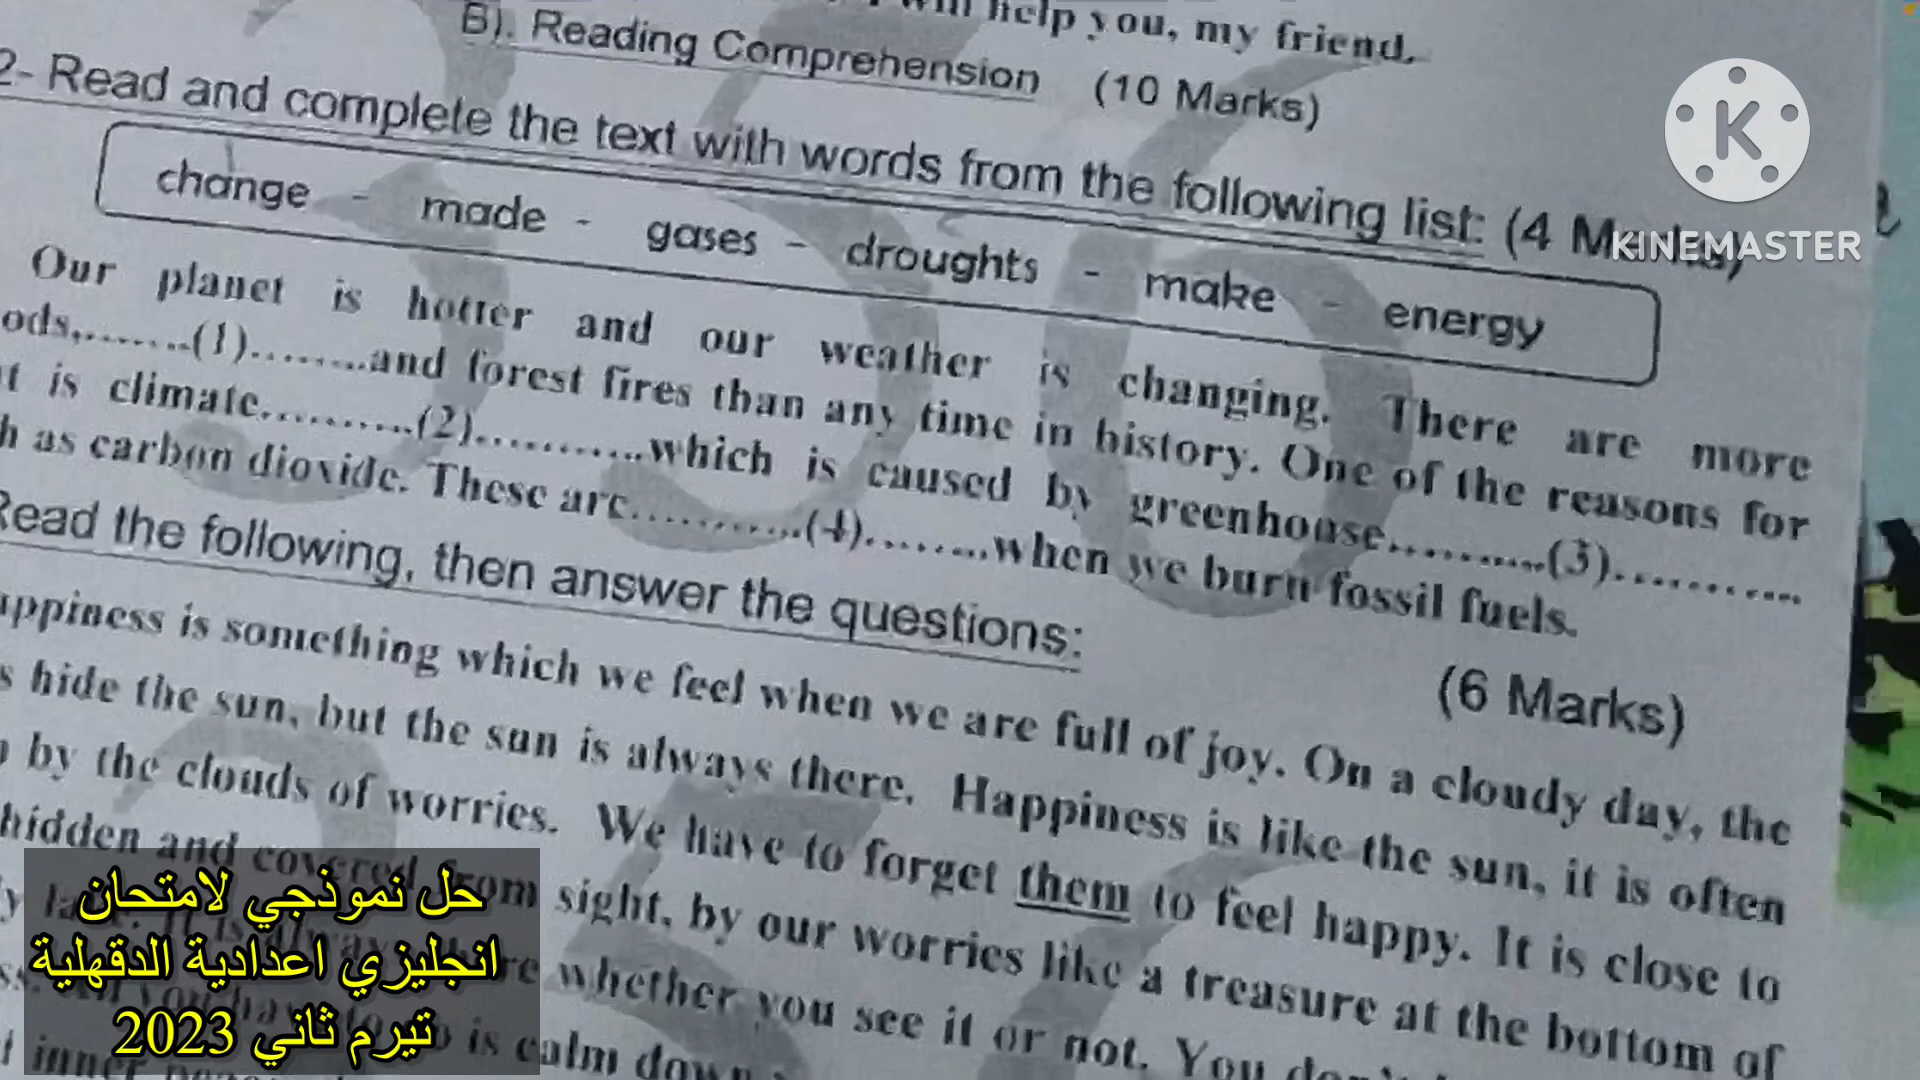 will help you, my friend.
B). Reading Comprehension (10 Marks)
2- Read and complete the text with words from the following list: (4 Marks)
change - made - gases - droughts - make - energy
Our planet is hotter and our weather is changing. There are more
ods,........(1)........and forest fires than any time in history. One of the reasons for
t is climate..........(2)..........which is caused by greenhouse..........(3)..........
h as carbon dioxide. These are...........(4)........when we burn fossil fuels.
Read the following, then answer the questions: (6 Marks)
appiness is something which we feel when we are full of joy. On a cloudy day, the
s hide the sun, but the sun is always there. Happiness is like the sun, it is often
by the clouds of worries. We have to forget them to feel happy. It is close to
hidden and covered from sight, by our worries like a treasure at the bottom of
whether you see it or not. You don't
is calm down
inner
KINEMASTER
حل نموذجي لامتحان
انجليزي اعدادية الدقهلية
تيرم ثاني 2023